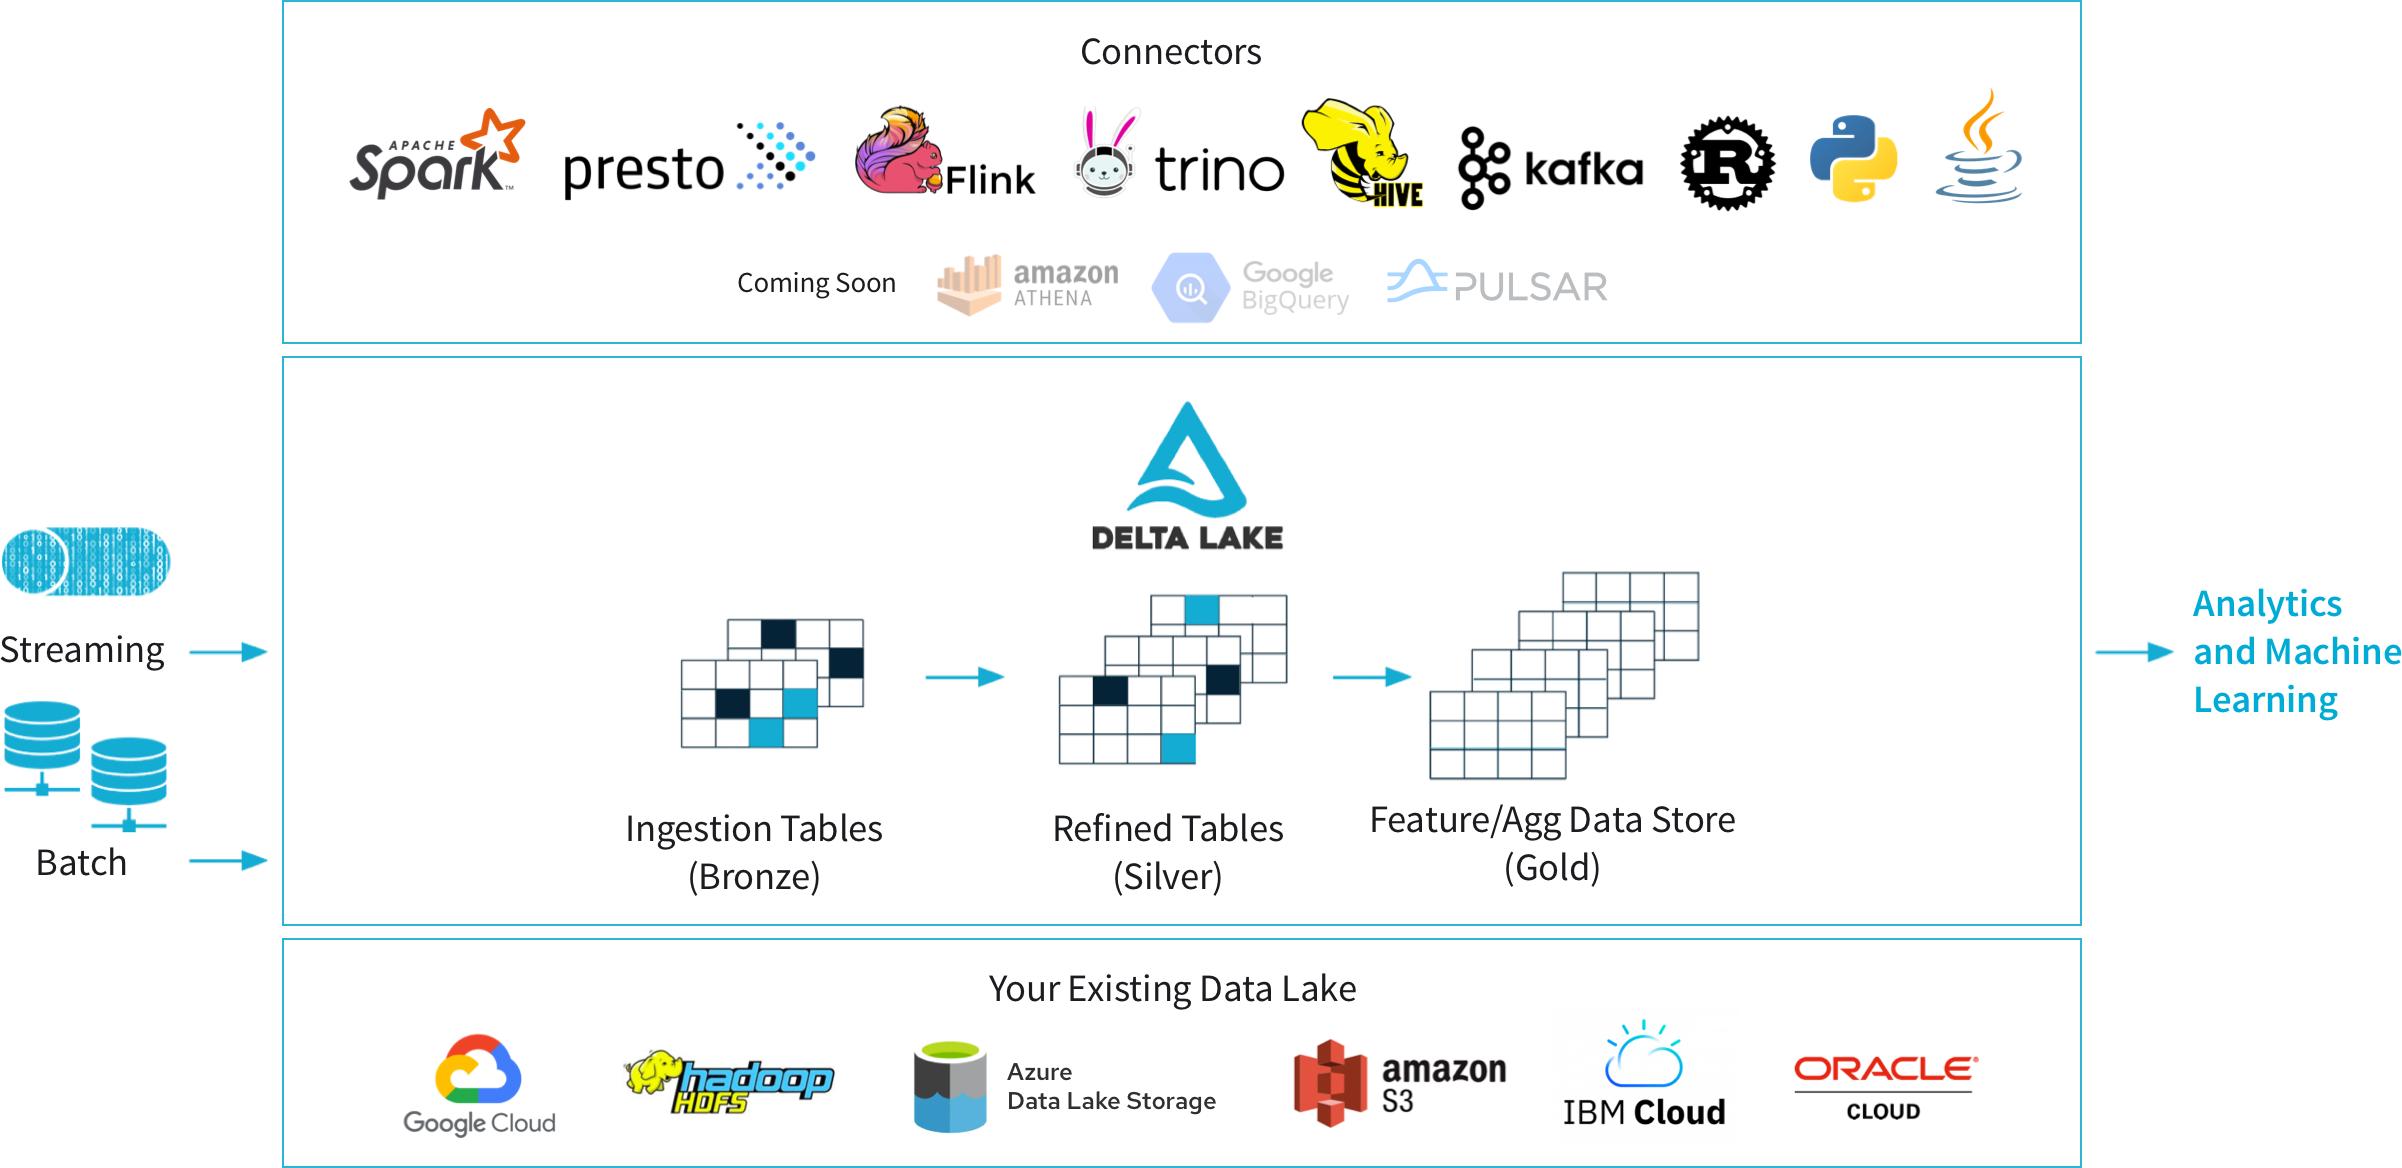 Connectors
APACHE
Spark™
presto
Flink
trino
HIVE
kafka
R
Coming Soon
amazon
ATHENA
Google
BigQuery
PULSAR
DELTA LAKE
Streaming
Batch
Ingestion Tables
(Bronze)
Refined Tables
(Silver)
Feature/Agg Data Store
(Gold)
Analytics
and Machine
Learning
Your Existing Data Lake
Google Cloud
hadoop
HDFS
Azure
Data Lake Storage
amazon
S3
IBM Cloud
ORACLE®
CLOUD